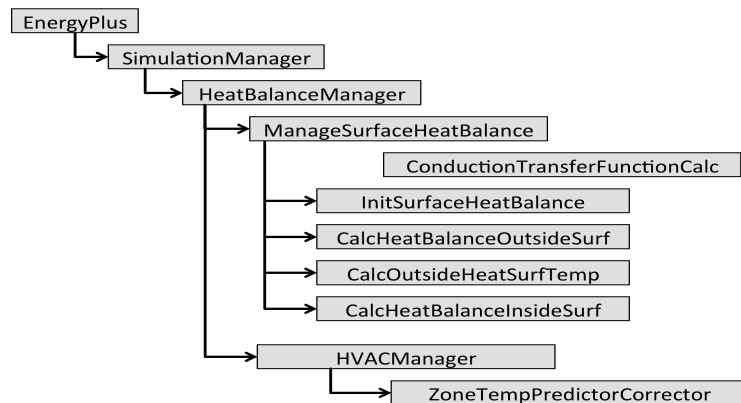 EnergyPlus
SimulationManager
HeatBalanceManager
ManageSurfaceHeatBalance
ConductionTransferFunctionCalc
InitSurfaceHeatBalance
CalcHeatBalanceOutsideSurf
CalcOutsideHeatSurfTemp
CalcHeatBalanceInsideSurf
HVACManager
ZoneTempPredictorCorrector